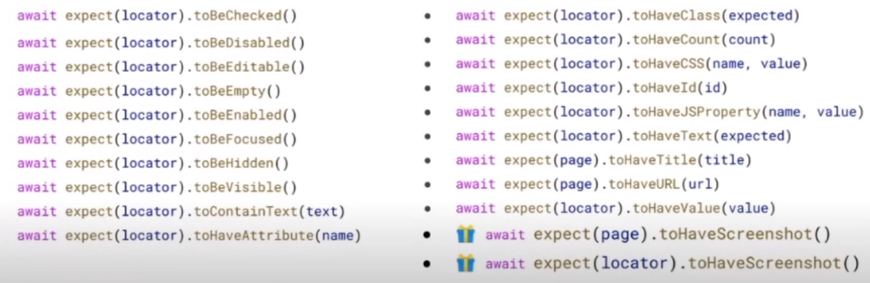 await expect(locator).toBeChecked()
await expect(locator).toBeDisabled()
await expect(locator).toBeEditable()
await expect(locator).toBeEmpty()
await expect(locator).toBeEnabled()
await expect(locator).toBeFocused()
await expect(locator).toBeHidden()
await expect(locator).toBeVisible()
await expect(locator).toContainText(text)
await expect(locator).toHaveAttribute(name)
await expect(locator).toHaveClass(expected)
await expect(locator).toHaveCount(count)
await expect(locator).toHaveCSS(name, value)
await expect(locator).toHaveId(id)
await expect(locator).toHaveJSProperty(name, value)
await expect(locator).toHaveText(expected)
await expect(page).toHaveTitle(title)
await expect(page).toHaveURL(url)
await expect(locator).toHaveValue(value)
await expect(page).toHaveScreenshot()
await expect(locator).toHaveScreenshot()